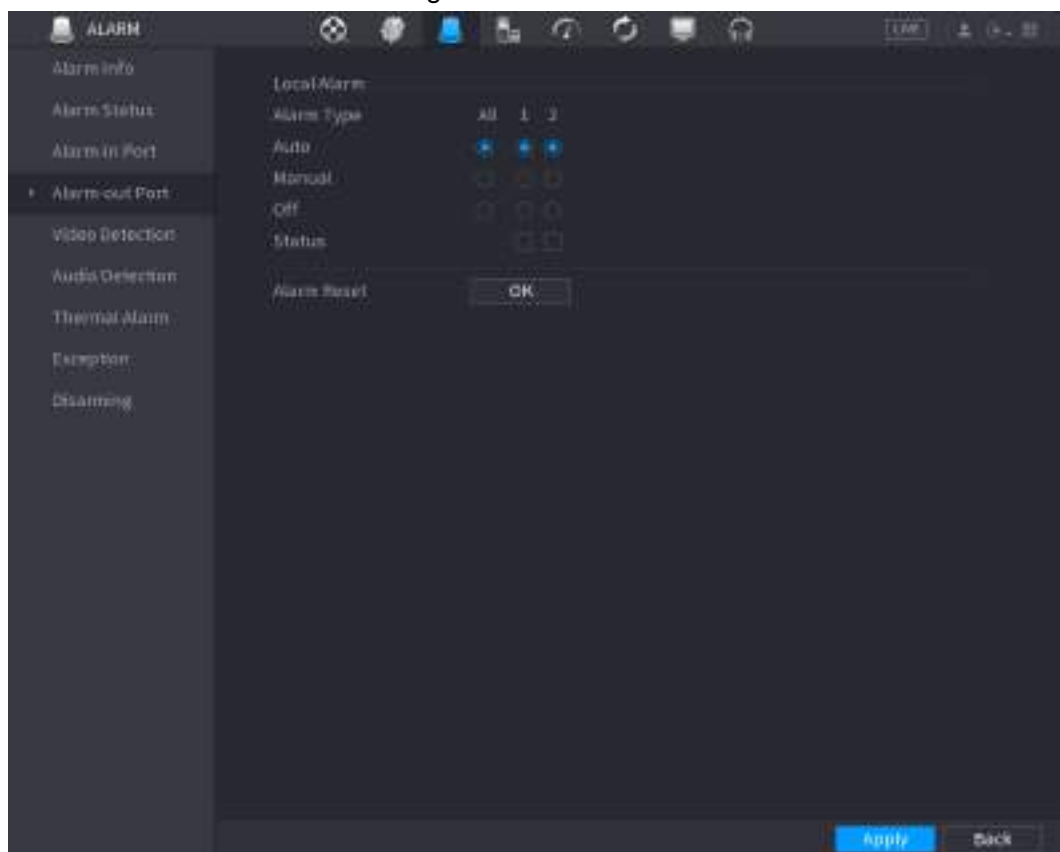 ALARM
LIVE
Alarm Info
Alarm Status
Alarm-in Port
Alarm-out Port
Video Detection
Audio Detection
Thermal Alarm
Exception
Disarming
Local Alarm
Alarm Type All 1 2
Auto
Manual
Off
Status
Alarm Reset OK
Apply Back